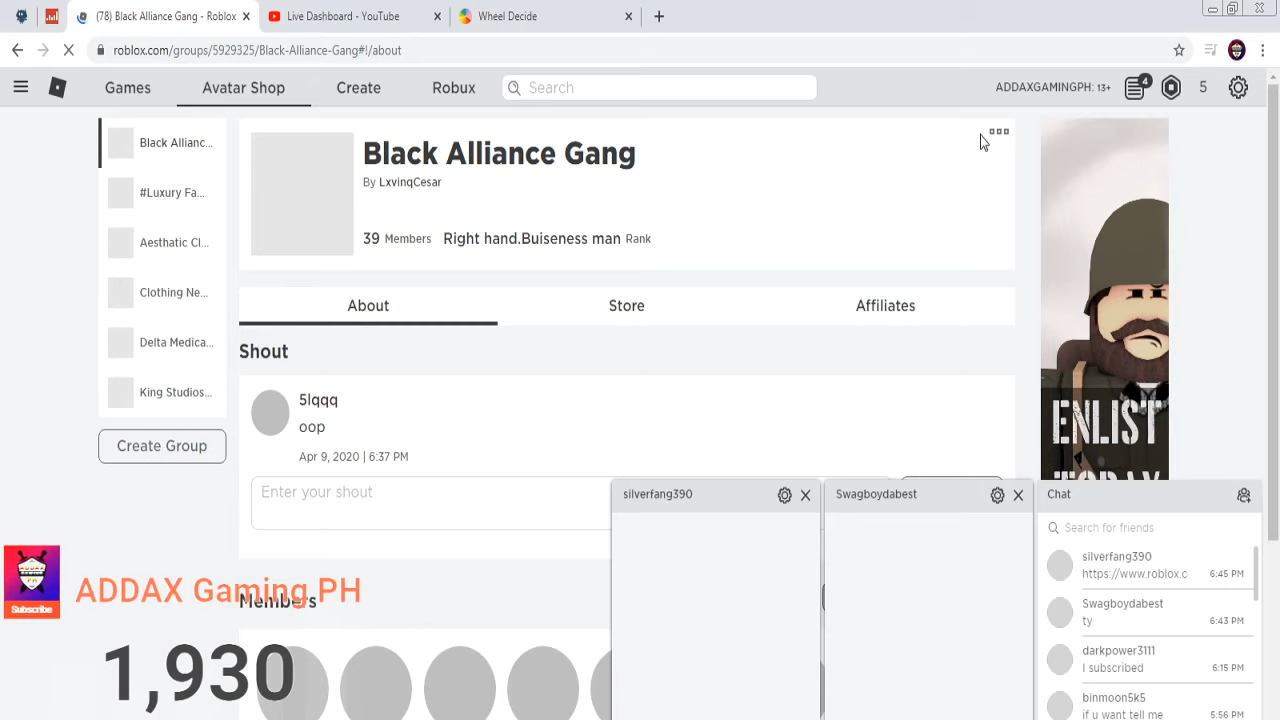 (78) Black Alliance Gang - Roblox
Live Dashboard - YouTube
Wheel Decide
roblox.com/groups/5929325/Black-Alliance-Gang#!/about
Games
Avatar Shop
Create
Robux
Search
ADDAXGAMINGPH: 13+
4
5
Black Allianc...
#Luxury Fa...
Aesthatic Cl...
Clothing Ne...
Delta Medica...
King Studios...
Create Group
Black Alliance Gang
By LxvinqCesar
39 Members Right hand.Buiseness man Rank
About
Store
Affiliates
Shout
5lqqq
oop
Apr 9, 2020 | 6:37 PM
Enter your shout
Members
ENLIST
TODAY
silverfang390
Swagboydabest
Chat
Search for friends
silverfang390
https://www.roblox.c 6:45 PM
Swagboydabest
ty 6:43 PM
darkpower3111
I subscribed 6:15 PM
binmoon5k5
if u want tell me 5:56 PM
ADDAX Gaming PH
Subscribe
1,930